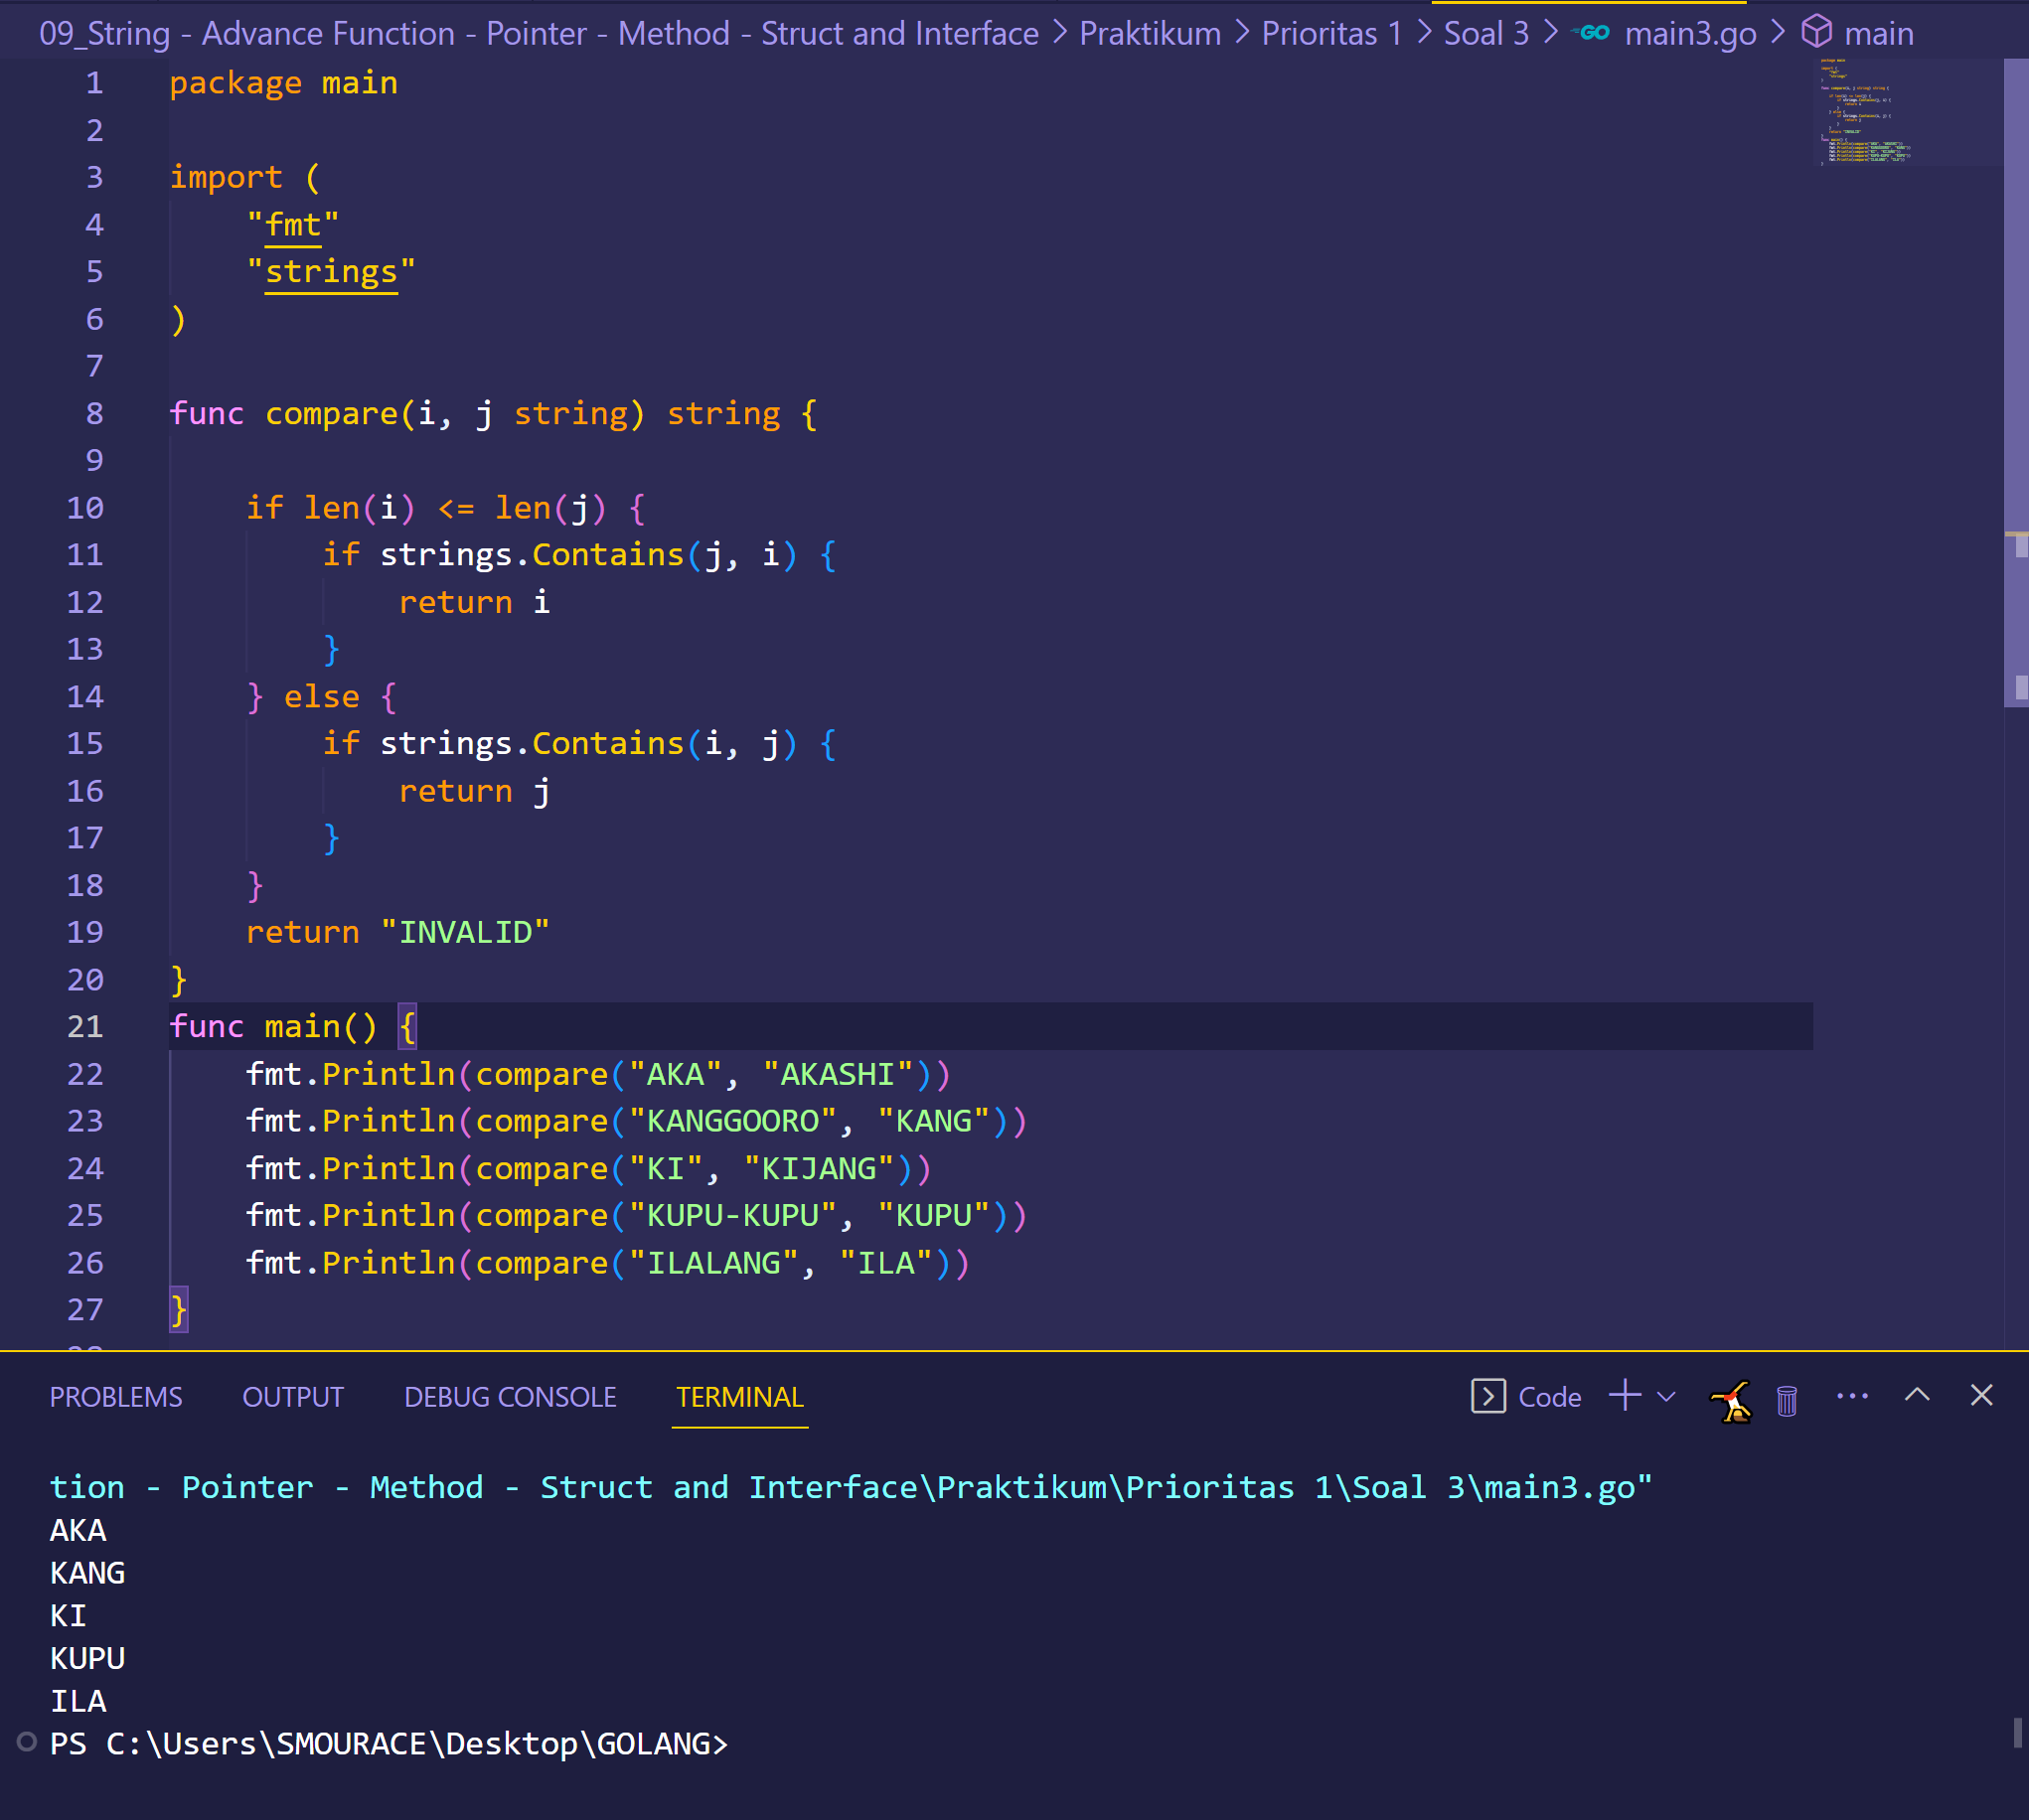 09_String - Advance Function - Pointer - Method - Struct and Interface > Praktikum > Prioritas 1 > Soal 3 > GO main3.go > main
1 package main
2
3 import (
4     "fmt"
5     "strings"
6 )
7
8 func compare(i, j string) string {
9
10     if len(i) <= len(j) {
11         if strings.Contains(j, i) {
12             return i
13         }
14     } else {
15         if strings.Contains(i, j) {
16             return j
17         }
18     }
19     return "INVALID"
20 }
21 func main() {
22     fmt.Println(compare("AKA", "AKASHI"))
23     fmt.Println(compare("KANGGOORO", "KANG"))
24     fmt.Println(compare("KI", "KIJANG"))
25     fmt.Println(compare("KUPU-KUPU", "KUPU"))
26     fmt.Println(compare("ILALANG", "ILA"))
27 }
PROBLEMS OUTPUT DEBUG CONSOLE TERMINAL Code
tion - Pointer - Method - Struct and Interface\Praktikum\Prioritas 1\Soal 3\main3.go"
AKA
KANG
KI
KUPU
ILA
PS C:\Users\SMOURACE\Desktop\GOLANG>